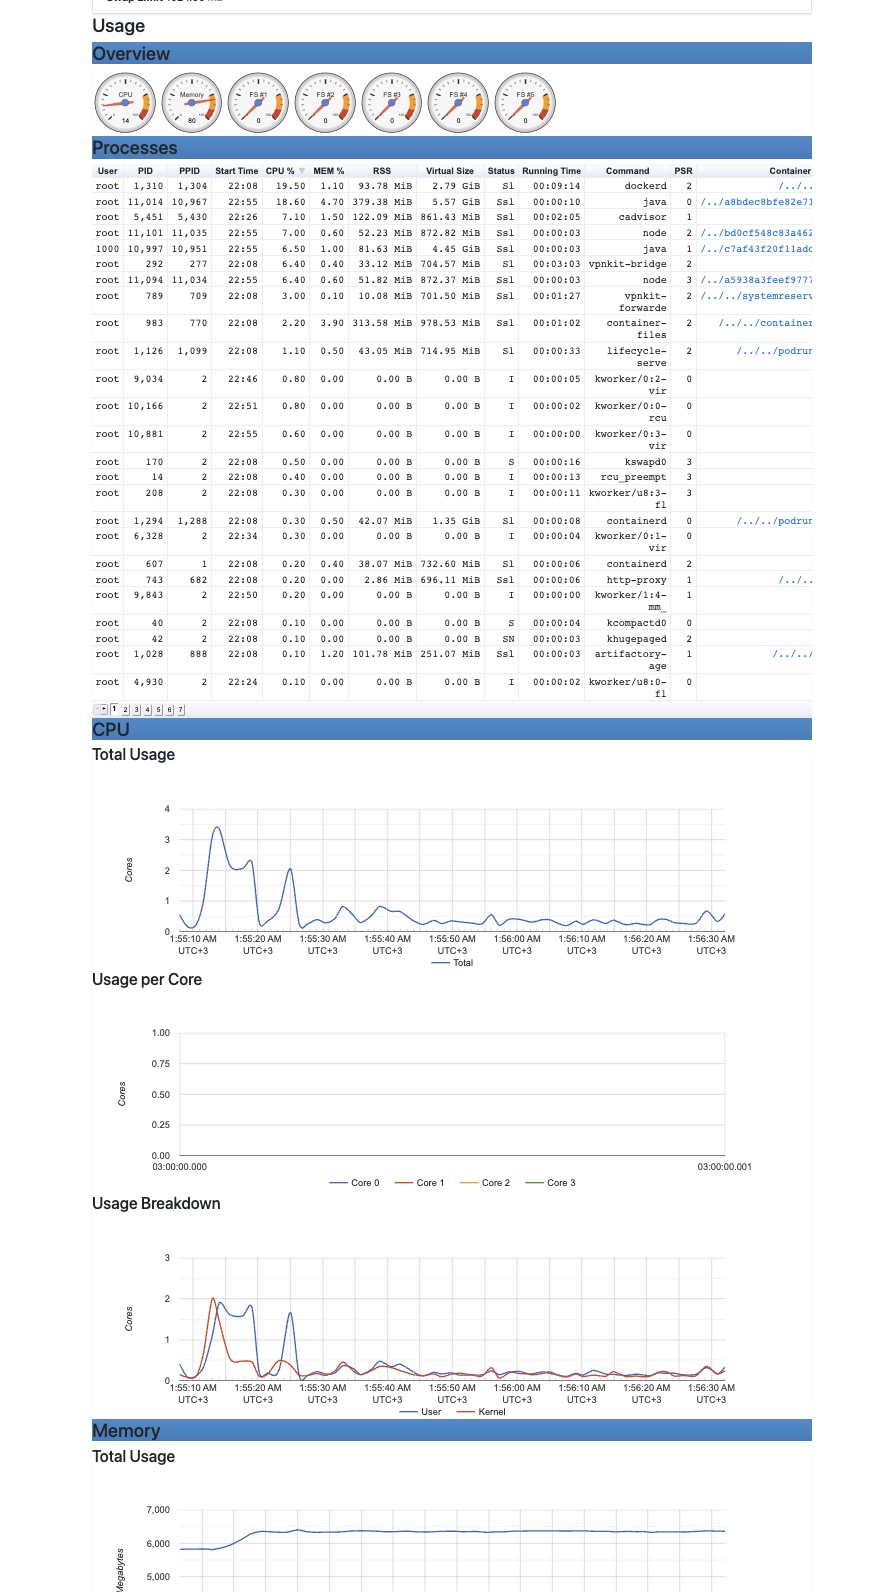 Usage
Overview
CPU Memory FS #1 FS #2 FS #3 FS #4 FS #5
14 80 0 0 0 0 0
Processes
User PID PPID Start Time CPU % ▼ MEM % RSS Virtual Size Status Running Time Command PSR Container
root 1,310 1,304 22:08 19.50 1.10 93.78 MiB 2.79 GiB Sl 00:09:14 dockerd 2 /../..
root 11,014 10,967 22:55 18.60 4.70 379.38 MiB 5.57 GiB Ssl 00:00:10 java 0 /../a8bdec8bfe82e71
root 5,451 5,430 22:26 7.10 1.50 122.09 MiB 861.43 MiB Ssl 00:02:05 cadvisor 1
root 11,101 11,035 22:55 7.00 0.60 52.23 MiB 872.82 MiB Ssl 00:00:03 node 2 /../bd0cf548c83a462
1000 10,997 10,951 22:55 6.50 1.00 81.63 MiB 4.45 GiB Ssl 00:00:03 java 1 /../c7af43f20f11adc
root 292 277 22:08 6.40 0.40 33.12 MiB 704.57 MiB Sl 00:03:03 vpnkit-bridge 2
root 11,094 11,034 22:55 6.40 0.60 51.82 MiB 872.37 MiB Ssl 00:00:03 node 3 /../a5938a3feef9777
root 789 709 22:08 3.00 0.10 10.08 MiB 701.50 MiB Ssl 00:01:27 vpnkit- 2 /../../systemreserv
forwarde
root 983 770 22:08 2.20 3.90 313.58 MiB 978.53 MiB Ssl 00:01:02 container- 2 /../../container
files
root 1,126 1,099 22:08 1.10 0.50 43.05 MiB 714.95 MiB Sl 00:00:33 lifecycle- 2 /../../podrun
serve
root 9,034 2 22:46 0.80 0.00 0.00 B 0.00 B I 00:00:05 kworker/0:2- 0
vir
root 10,166 2 22:51 0.80 0.00 0.00 B 0.00 B I 00:00:02 kworker/0:0- 0
rcu
root 10,881 2 22:55 0.60 0.00 0.00 B 0.00 B I 00:00:00 kworker/0:3- 0
vir
root 170 2 22:08 0.50 0.00 0.00 B 0.00 B S 00:00:16 kswapd0 3
root 14 2 22:08 0.40 0.00 0.00 B 0.00 B I 00:00:13 rcu_preempt 3
root 208 2 22:08 0.30 0.00 0.00 B 0.00 B I 00:00:11 kworker/u8:3- 3
fl
root 1,294 1,288 22:08 0.30 0.50 42.07 MiB 1.35 GiB Sl 00:00:08 containerd 0 /../../podrun
root 6,328 2 22:34 0.30 0.00 0.00 B 0.00 B I 00:00:04 kworker/0:1- 0
vir
root 607 1 22:08 0.20 0.40 38.07 MiB 732.60 MiB Ssl 00:00:06 containerd 2
root 743 682 22:08 0.20 0.00 2.86 MiB 696.11 MiB Ssl 00:00:06 http-proxy 1 /../..
root 9,843 2 22:50 0.20 0.00 0.00 B 0.00 B I 00:00:00 kworker/1:4- 1
mm_
root 40 2 22:08 0.10 0.00 0.00 B 0.00 B S 00:00:04 kcompactd0 0
root 42 2 22:08 0.10 0.00 0.00 B 0.00 B SN 00:00:03 khugepaged 2
root 1,028 888 22:08 0.10 1.20 101.78 MiB 251.07 MiB Ssl 00:00:03 artifactory- 1 /../../
age
root 4,930 2 22:24 0.10 0.00 0.00 B 0.00 B I 00:00:02 kworker/u8:0- 0
fl
1 2 3 4 5 6 7
CPU
Total Usage
4
3
2
1
0
Cores
1:55:10 AM 1:55:20 AM 1:55:30 AM 1:55:40 AM 1:55:50 AM 1:56:00 AM 1:56:10 AM 1:56:20 AM 1:56:30 AM
UTC+3 UTC+3 UTC+3 UTC+3 UTC+3 UTC+3 UTC+3 UTC+3 UTC+3
Total
Usage per Core
1.00
0.75
0.50
0.25
0.00
Cores
03:00:00.000 03:00:00.001
Core 0 Core 1 Core 2 Core 3
Usage Breakdown
3
2
1
0
Cores
1:55:10 AM 1:55:20 AM 1:55:30 AM 1:55:40 AM 1:55:50 AM 1:56:00 AM 1:56:10 AM 1:56:20 AM 1:56:30 AM
UTC+3 UTC+3 UTC+3 UTC+3 UTC+3 UTC+3 UTC+3 UTC+3 UTC+3
User Kernel
Memory
Total Usage
7,000
6,000
5,000
Megabytes